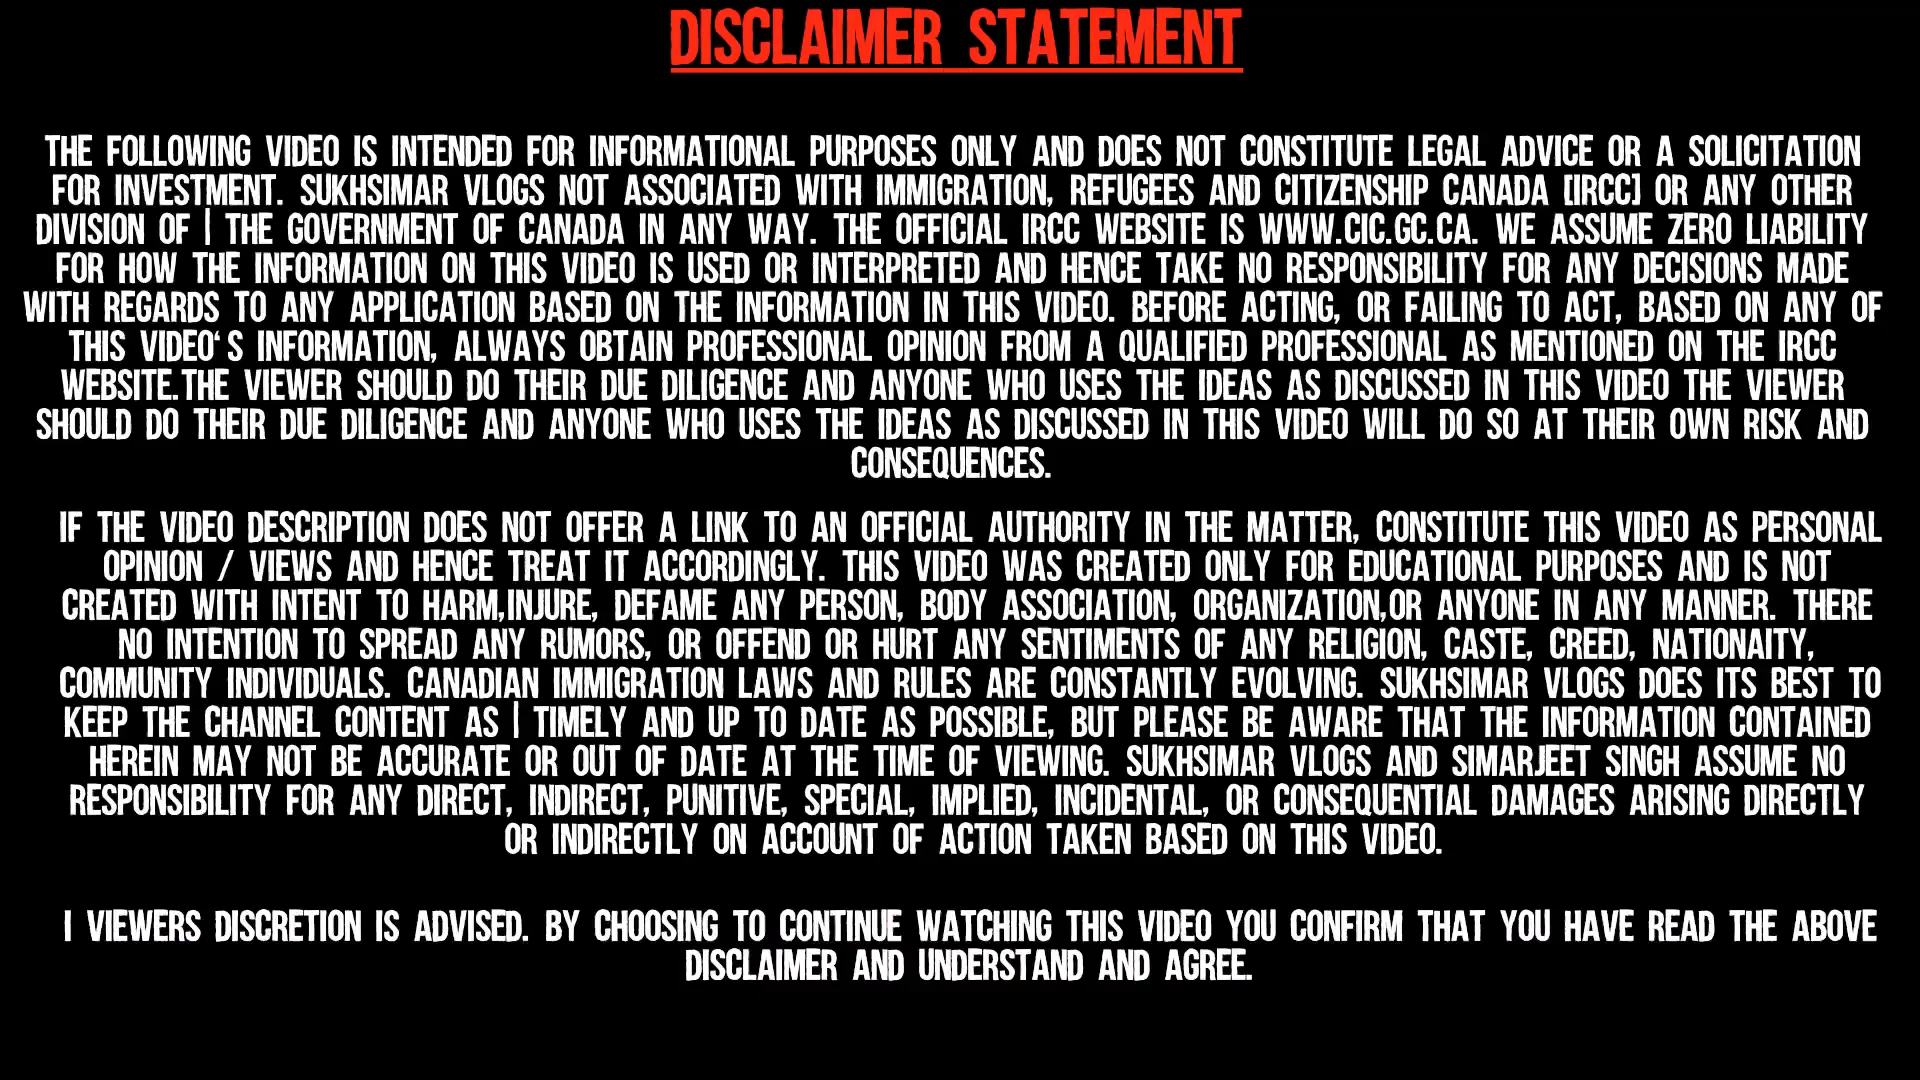 DISCLAIMER STATEMENT
THE FOLLOWING VIDEO IS INTENDED FOR INFORMATIONAL PURPOSES ONLY AND DOES NOT CONSTITUTE LEGAL ADVICE OR A SOLICITATION
FOR INVESTMENT. SUKHSIMAR VLOGS NOT ASSOCIATED WITH IMMIGRATION, REFUGEES AND CITIZENSHIP CANADA [IRCC] OR ANY OTHER
DIVISION OF | THE GOVERNMENT OF CANADA IN ANY WAY. THE OFFICIAL IRCC WEBSITE IS WWW.CIC.GC.CA. WE ASSUME ZERO LIABILITY
FOR HOW THE INFORMATION ON THIS VIDEO IS USED OR INTERPRETED AND HENCE TAKE NO RESPONSIBILITY FOR ANY DECISIONS MADE
WITH REGARDS TO ANY APPLICATION BASED ON THE INFORMATION IN THIS VIDEO. BEFORE ACTING, OR FAILING TO ACT, BASED ON ANY OF
THIS VIDEO‘S INFORMATION, ALWAYS OBTAIN PROFESSIONAL OPINION FROM A QUALIFIED PROFESSIONAL AS MENTIONED ON THE IRCC
WEBSITE.THE VIEWER SHOULD DO THEIR DUE DILIGENCE AND ANYONE WHO USES THE IDEAS AS DISCUSSED IN THIS VIDEO THE VIEWER
SHOULD DO THEIR DUE DILIGENCE AND ANYONE WHO USES THE IDEAS AS DISCUSSED IN THIS VIDEO WILL DO SO AT THEIR OWN RISK AND
CONSEQUENCES.
IF THE VIDEO DESCRIPTION DOES NOT OFFER A LINK TO AN OFFICIAL AUTHORITY IN THE MATTER, CONSTITUTE THIS VIDEO AS PERSONAL
OPINION / VIEWS AND HENCE TREAT IT ACCORDINGLY. THIS VIDEO WAS CREATED ONLY FOR EDUCATIONAL PURPOSES AND IS NOT
CREATED WITH INTENT TO HARM,INJURE, DEFAME ANY PERSON, BODY ASSOCIATION, ORGANIZATION,OR ANYONE IN ANY MANNER. THERE
NO INTENTION TO SPREAD ANY RUMORS, OR OFFEND OR HURT ANY SENTIMENTS OF ANY RELIGION, CASTE, CREED, NATIONAITY,
COMMUNITY INDIVIDUALS. CANADIAN IMMIGRATION LAWS AND RULES ARE CONSTANTLY EVOLVING. SUKHSIMAR VLOGS DOES ITS BEST TO
KEEP THE CHANNEL CONTENT AS | TIMELY AND UP TO DATE AS POSSIBLE, BUT PLEASE BE AWARE THAT THE INFORMATION CONTAINED
HEREIN MAY NOT BE ACCURATE OR OUT OF DATE AT THE TIME OF VIEWING. SUKHSIMAR VLOGS AND SIMARJEET SINGH ASSUME NO
RESPONSIBILITY FOR ANY DIRECT, INDIRECT, PUNITIVE, SPECIAL, IMPLIED, INCIDENTAL, OR CONSEQUENTIAL DAMAGES ARISING DIRECTLY
OR INDIRECTLY ON ACCOUNT OF ACTION TAKEN BASED ON THIS VIDEO.
I VIEWERS DISCRETION IS ADVISED. BY CHOOSING TO CONTINUE WATCHING THIS VIDEO YOU CONFIRM THAT YOU HAVE READ THE ABOVE
DISCLAIMER AND UNDERSTAND AND AGREE.